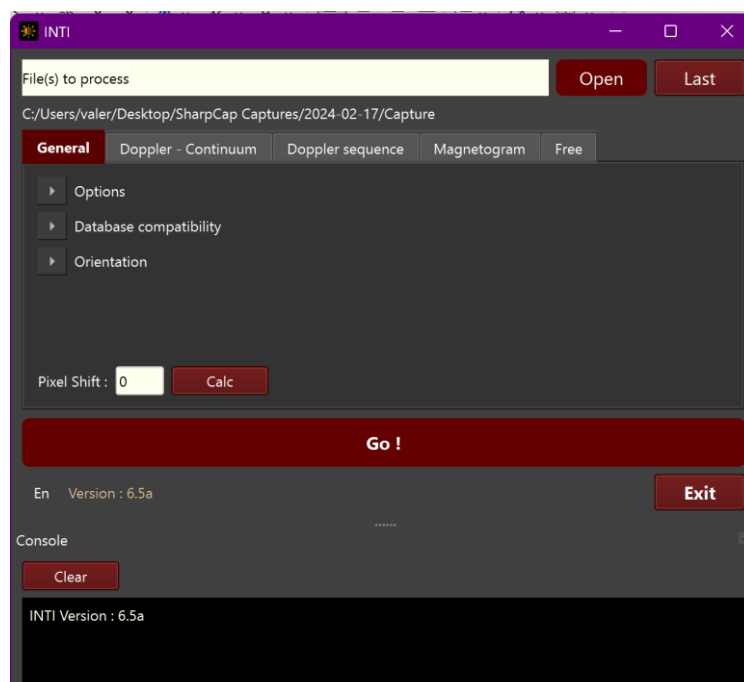 INTI
File(s) to process Open Last
C:/Users/valer/Desktop/SharpCap Captures/2024-02-17/Capture
General Doppler - Continuum Doppler sequence Magnetogram Free
Options
Database compatibility
Orientation
Pixel Shift : 0 Calc
Go !
En Version : 6.5a Exit
Console
Clear
INTI Version : 6.5a